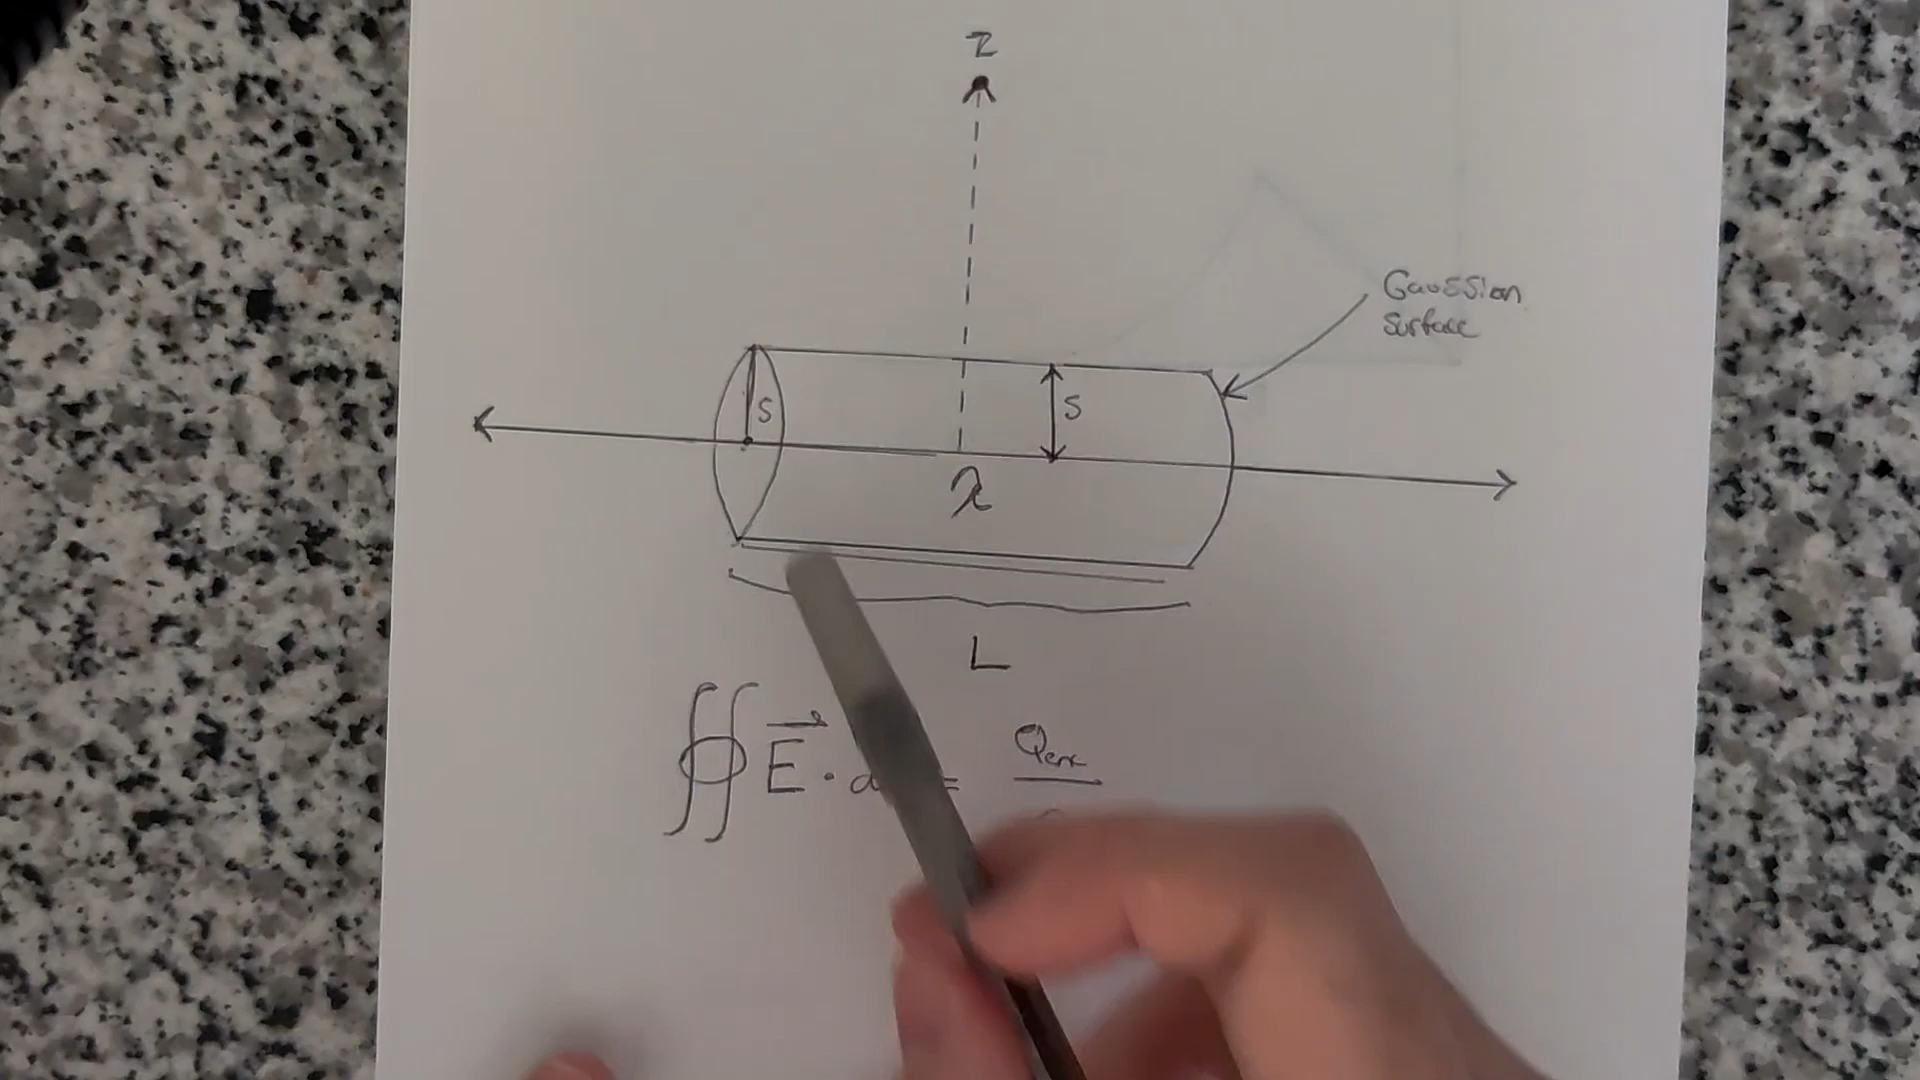 z
Gaussian
Surface
s
s
λ
L
∯ E⃗ · d = Qenc